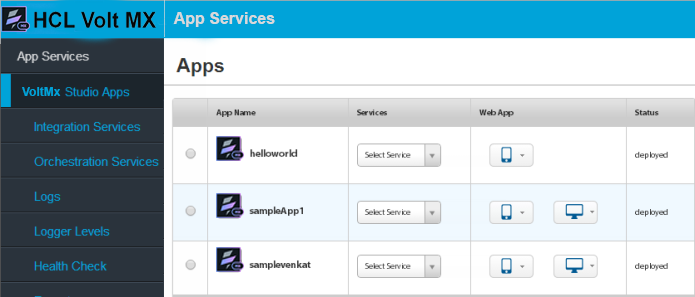 HCL Volt MX
App Services
App Services
VoltMx Studio Apps
Integration Services
Orchestration Services
Logs
Logger Levels
Health Check
Apps
App Name Services Web App Status
helloworld Select Service deployed
sampleApp1 Select Service deployed
samplevenkat Select Service deployed